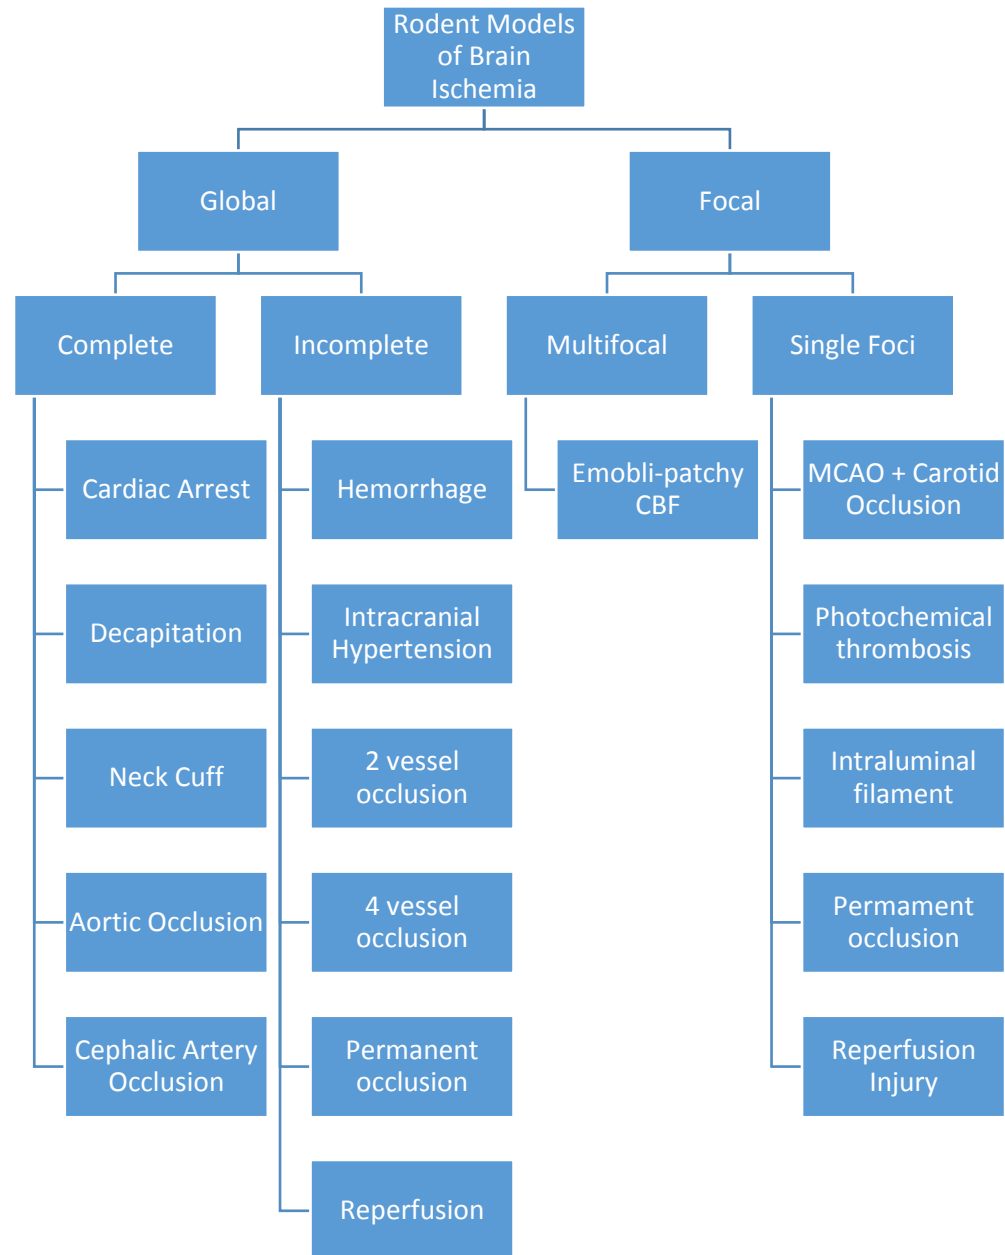 Rodent Models
of Brain
Ischemia
Global
Focal
Complete
Incomplete
Multifocal
Single Foci
Cardiac Arrest
Hemorrhage
Emobli-patchy
CBF
MCAO + Carotid
Occlusion
Decapitation
Intracranial
Hypertension
Photochemical
thrombosis
Neck Cuff
2 vessel
occlusion
Intraluminal
filament
Aortic Occlusion
4 vessel
occlusion
Permament
occlusion
Cephalic Artery
Occlusion
Permanent
occlusion
Reperfusion
Injury
Reperfusion